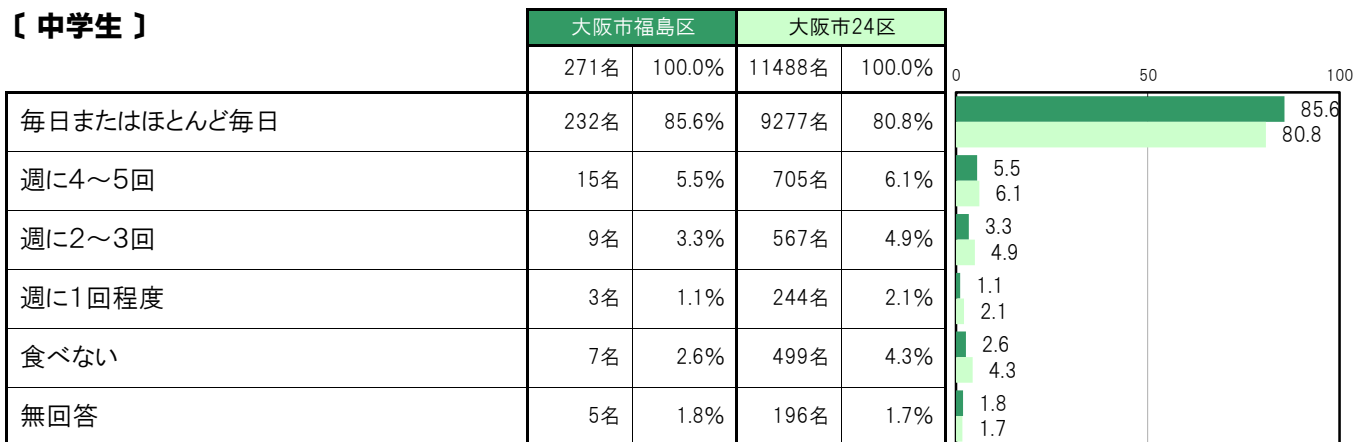 〔 中学生 〕
大阪市福島区 大阪市24区
271名 100.0% 11488名 100.0% 0 50 100
毎日またはほとんど毎日 232名 85.6% 9277名 80.8% 85.6
80.8
週に4～5回 15名 5.5% 705名 6.1% 5.5
6.1
週に2～3回 9名 3.3% 567名 4.9% 3.3
4.9
週に1回程度 3名 1.1% 244名 2.1% 1.1
2.1
食べない 7名 2.6% 499名 4.3% 2.6
4.3
無回答 5名 1.8% 196名 1.7% 1.8
1.7